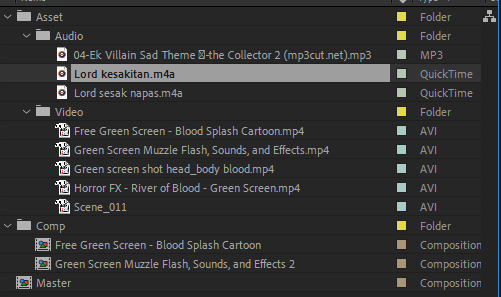 Asset Folder
Audio Folder
04-Ek Villain Sad Theme -the Collector 2 (mp3cut.net).mp3 MP3
Lord kesakitan.m4a QuickTime
Lord sesak napas.m4a QuickTime
Video Folder
Free Green Screen - Blood Splash Cartoon.mp4 AVI
Green Screen Muzzle Flash, Sounds, and Effects.mp4 AVI
Green screen shot head_body blood.mp4 AVI
Horror FX - River of Blood - Green Screen.mp4 AVI
Scene_011 AVI
Comp Folder
Free Green Screen - Blood Splash Cartoon Composition
Green Screen Muzzle Flash, Sounds, and Effects 2 Composition
Master Composition